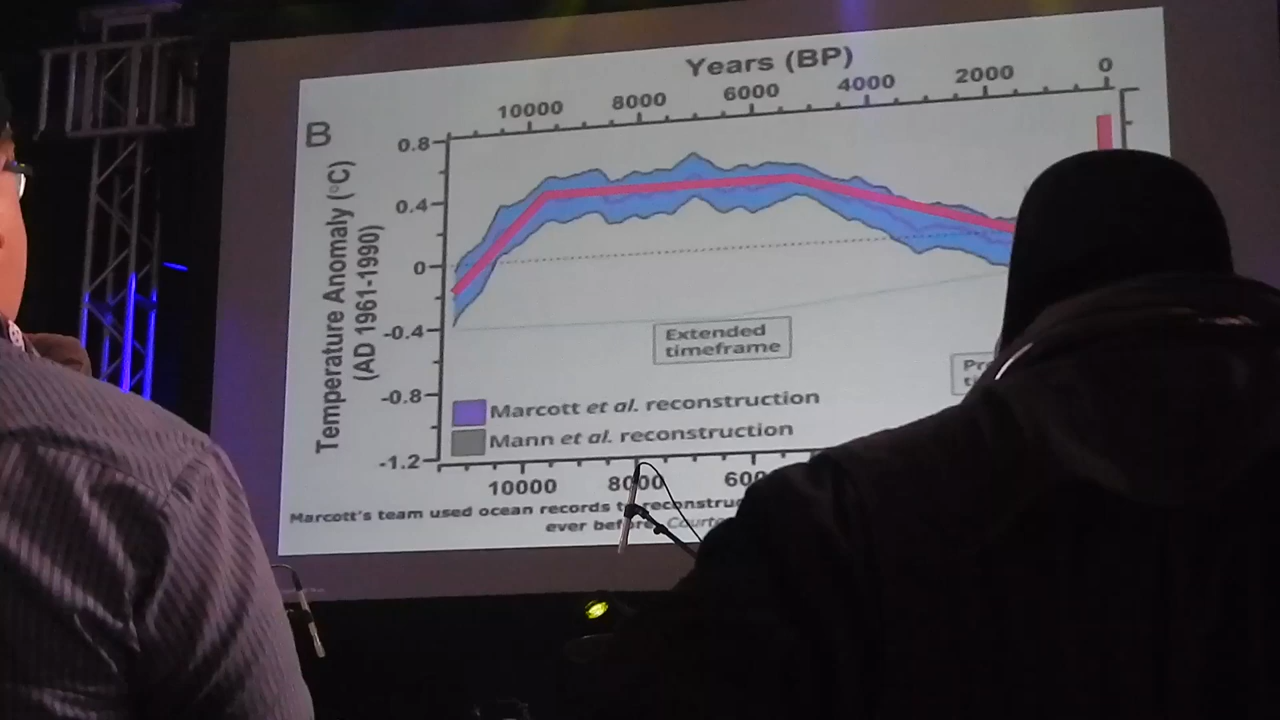 Years (BP)
10000 8000 6000 4000 2000 0
B
0.8
0.4
0
-0.4
-0.8
-1.2
Temperature Anomaly (°C)
(AD 1961-1990)
Extended
timeframe
Marcott et al. reconstruction
Mann et al. reconstruction
10000 8000
Marcott's team used ocean records to
ever before.